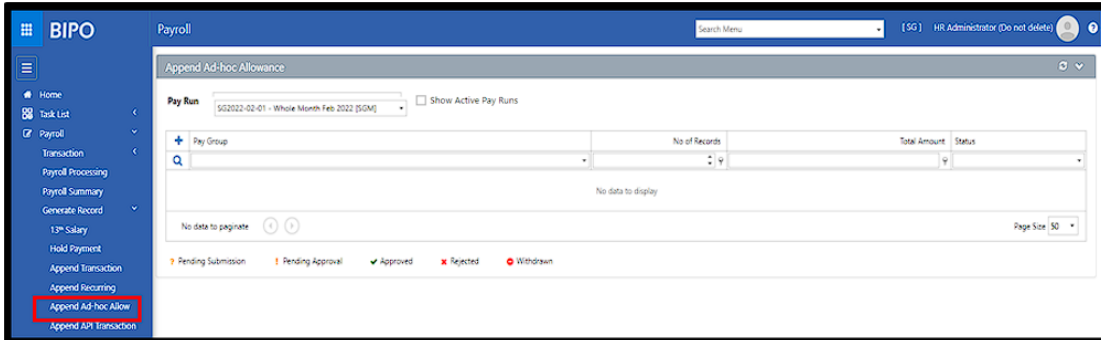 BIPO
Payroll
Search Menu
[ SG ] HR Administrator (Do not delete)
Append Ad-hoc Allowance
Home
Task List
Payroll
Transaction
Payroll Processing
Payroll Summary
Generate Record
13th Salary
Hold Payment
Append Transaction
Append Recurring
Append Ad-hoc Allow
Append API Transaction
Pay Run SG2022-02-01 - Whole Month Feb 2022 [SGM] Show Active Pay Runs
Pay Group No of Records Total Amount Status
No data to display
No data to paginate Page Size 50
? Pending Submission ! Pending Approval Approved Rejected Withdrawn